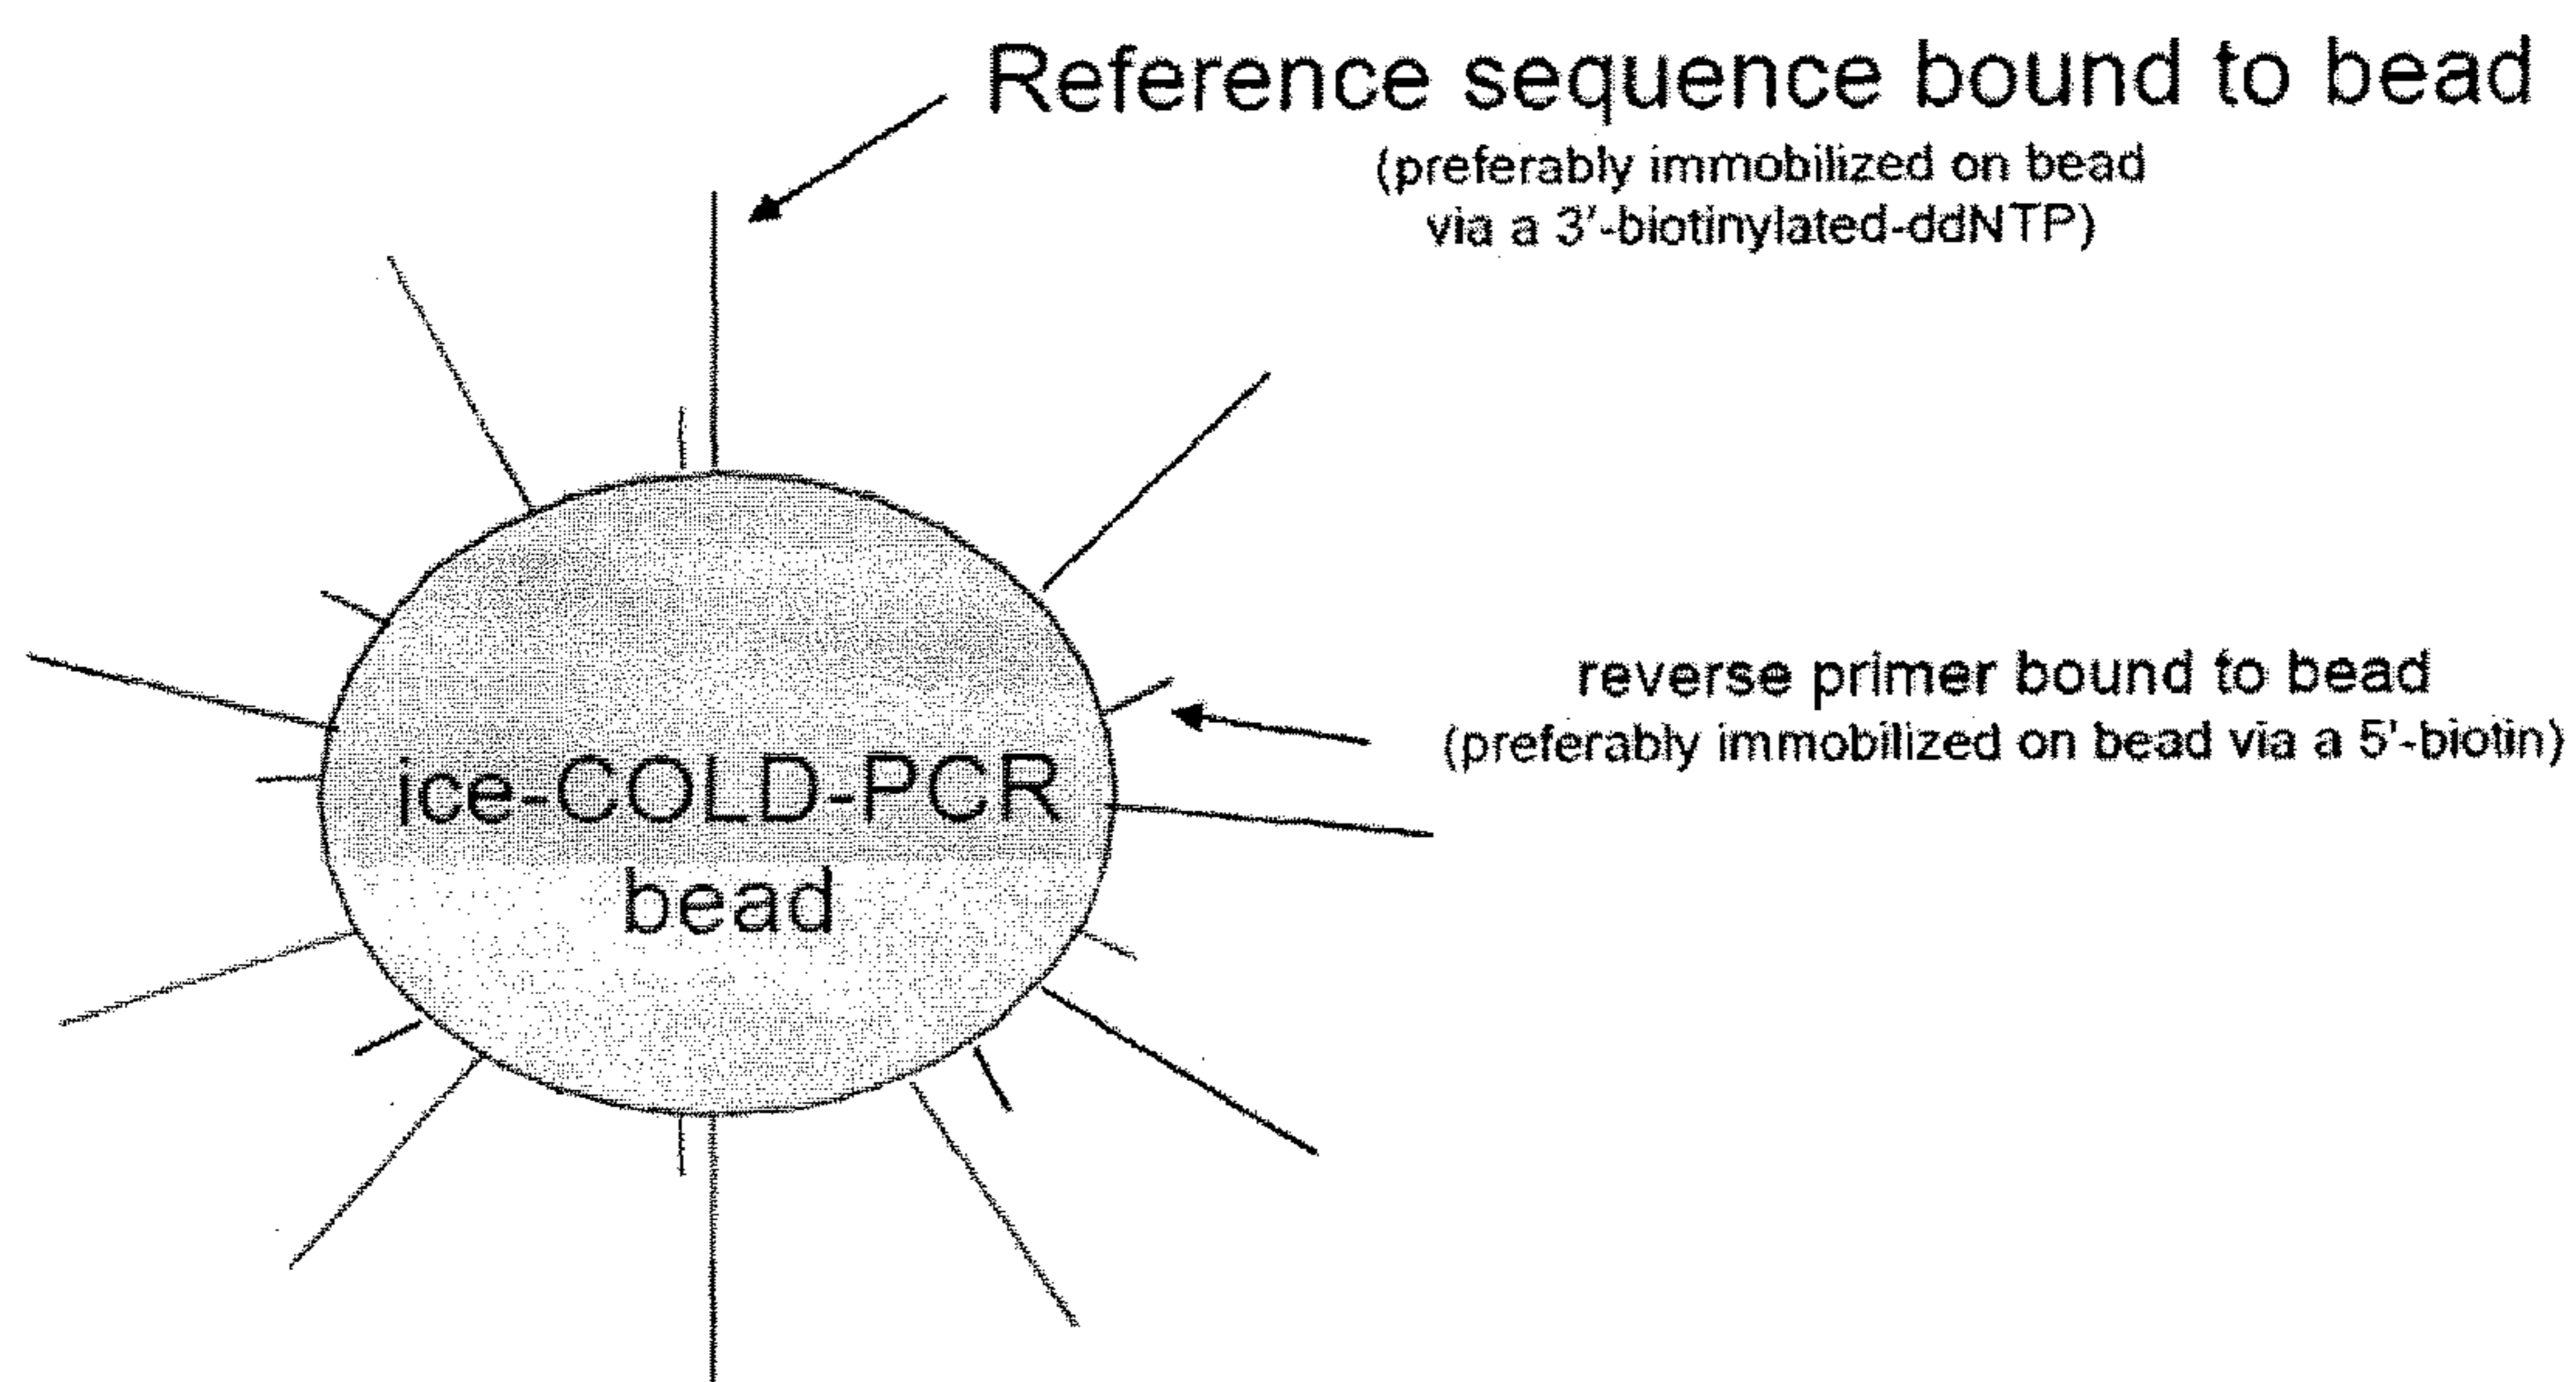 Reference sequence bound to bead
(preferably immobilized on bead
via a 3'-biotinylated-ddNTP)
reverse primer bound to bead
(preferably immobilized on bead via a 5'-biotin)
ice-COLD-PCR
bead